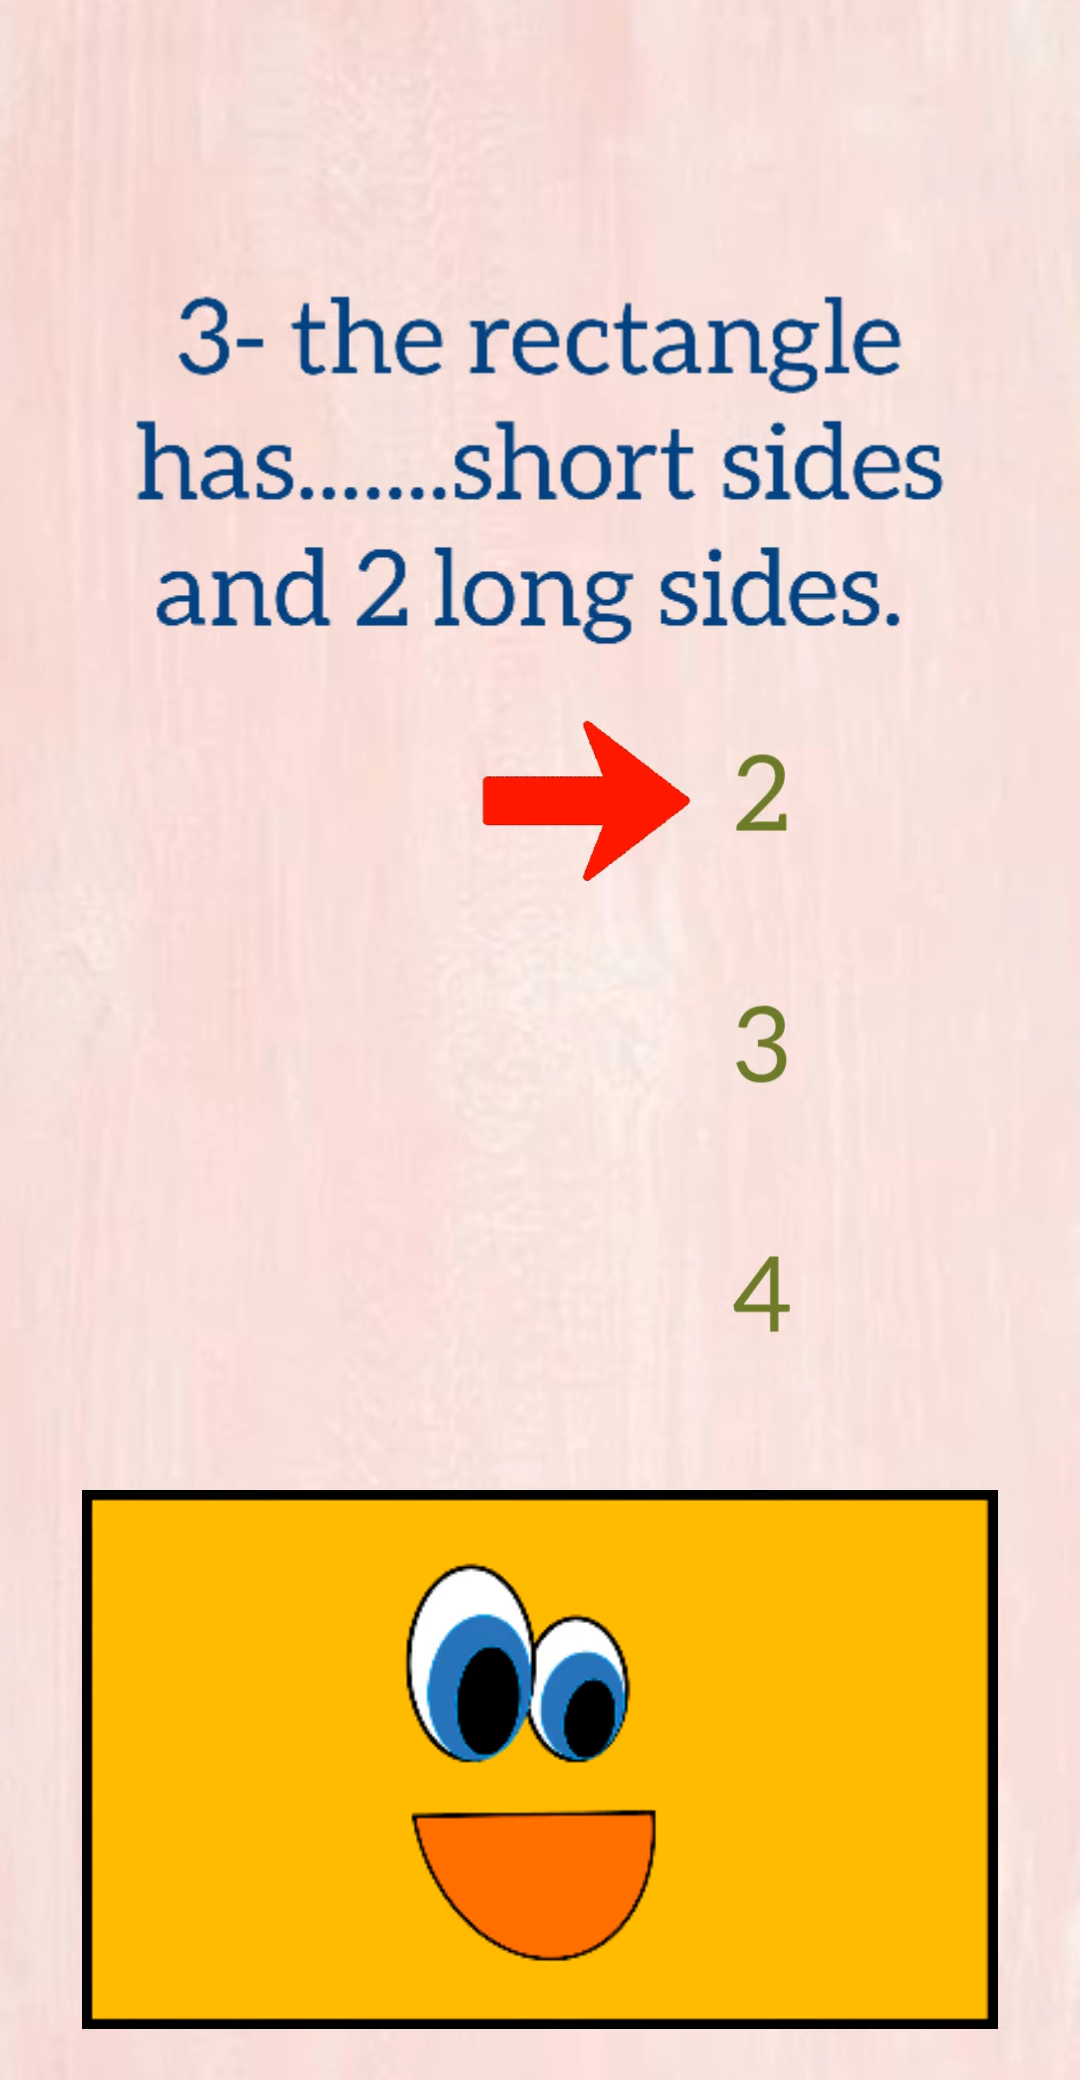 3- the rectangle
has.......short sides
and 2 long sides.
2
3
4